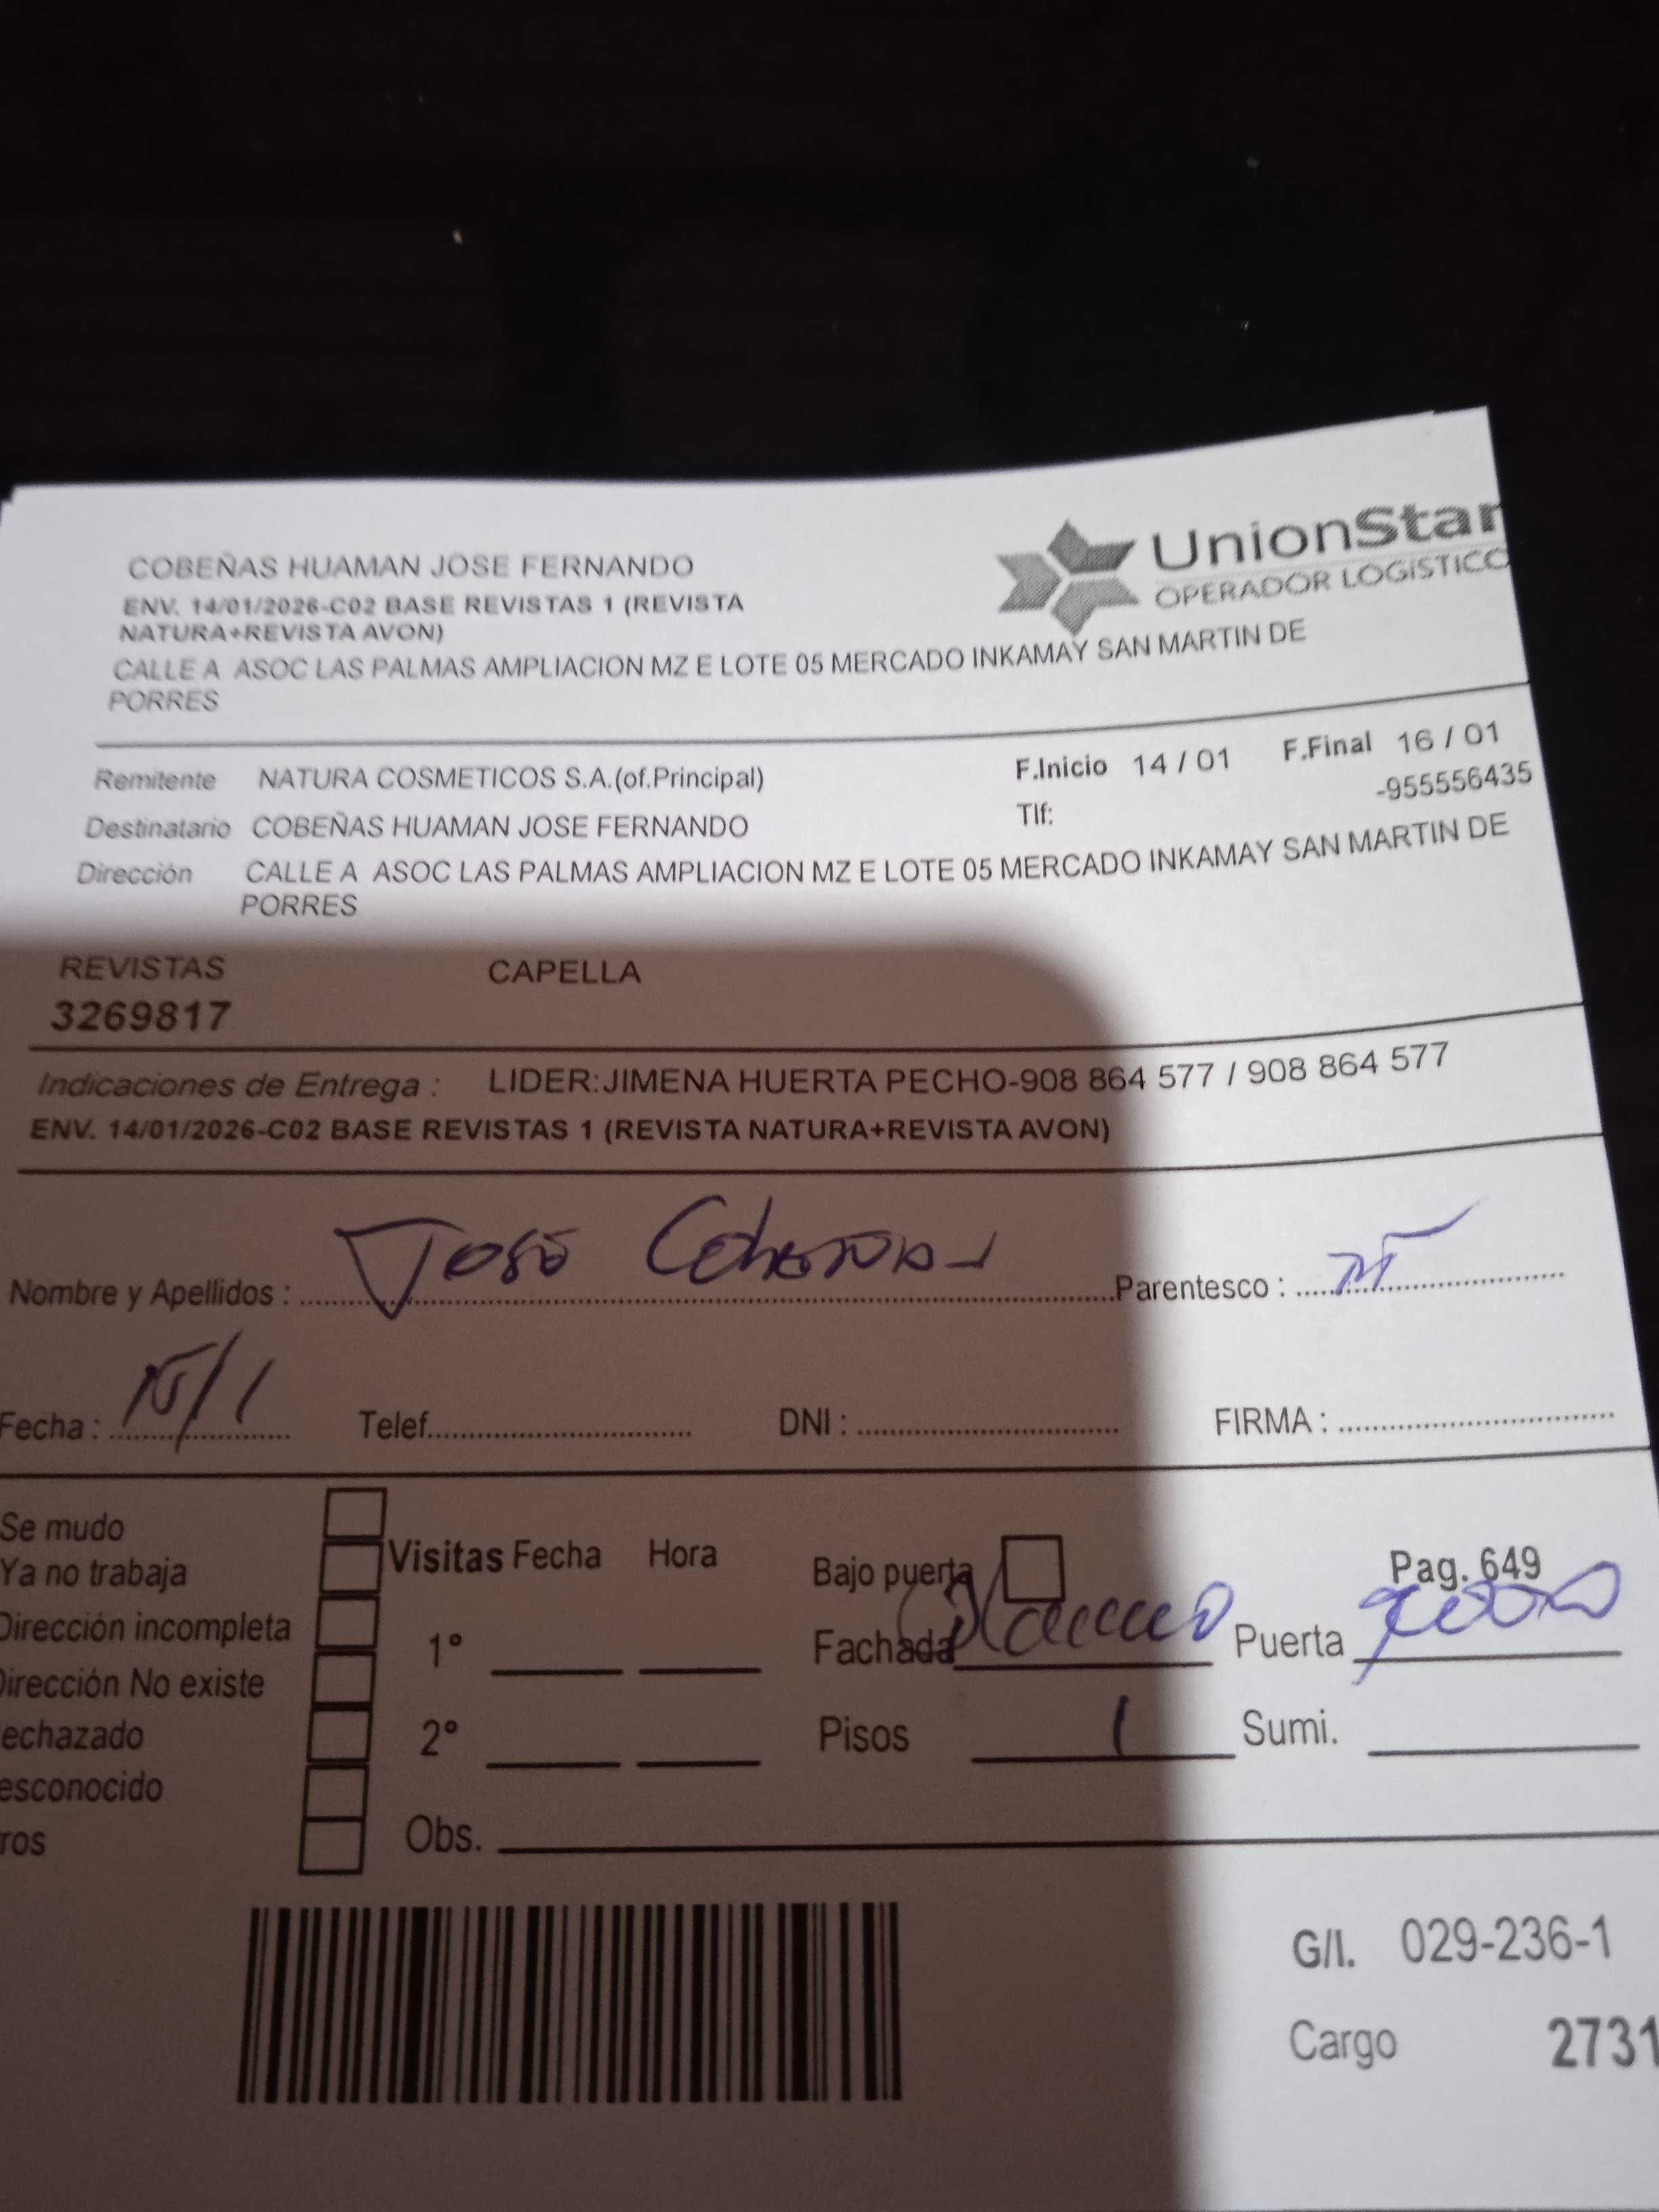 COBEÑAS HUAMAN JOSE FERNANDO
ENV. 14/01/2026-C02 BASE REVISTAS 1 (REVISTA
NATURA+REVISTA AVON)
CALLE A ASOC LAS PALMAS AMPLIACION MZ E LOTE 05 MERCADO INKAMAY SAN MARTIN DE
PORRES
UnionStar
OPERADOR LOGISTICO
Remitente NATURA COSMETICOS S.A.(of.Principal)
F.Inicio 14 / 01 F.Final 16 / 01
Destinatario COBEÑAS HUAMAN JOSE FERNANDO
Tlf: -955556435
Dirección CALLE A ASOC LAS PALMAS AMPLIACION MZ E LOTE 05 MERCADO INKAMAY SAN MARTIN DE
PORRES
REVISTAS CAPELLA
3269817
Indicaciones de Entrega : LIDER:JIMENA HUERTA PECHO-908 864 577 / 908 864 577
ENV. 14/01/2026-C02 BASE REVISTAS 1 (REVISTA NATURA+REVISTA AVON)
Nombre y Apellidos : José Cobeñas Parentesco :
Fecha : 15/1 Telef. DNI : FIRMA :
Se mudo
Ya no trabaja
Dirección incompleta
Dirección No existe
echazado
esconocido
ros
Visitas Fecha Hora
1°
2°
Obs.
Bajo puerta Pag. 649
Fachada Puerta
Pisos 1 Sumi.
G/I. 029-236-1
Cargo 2731